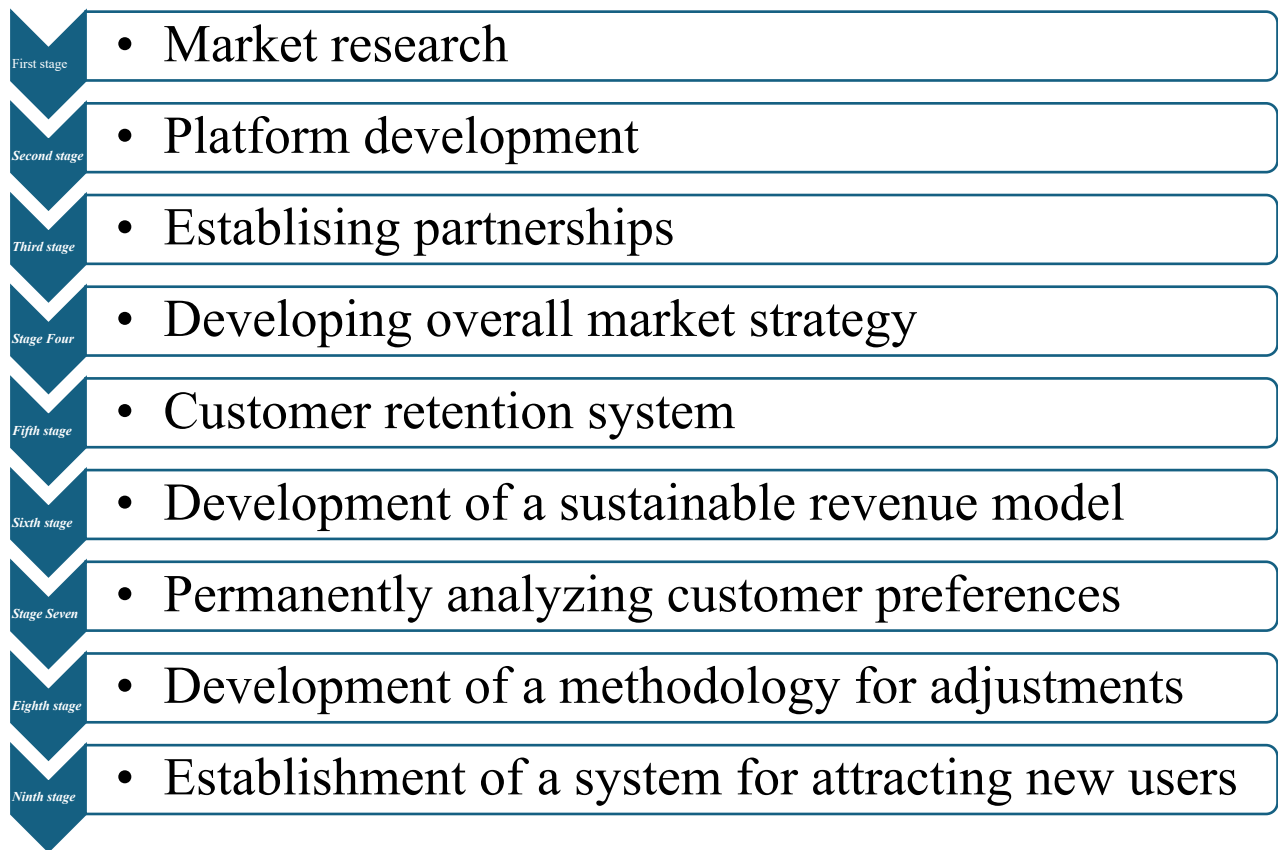 First stage
• Market research
Second stage
• Platform development
Third stage
• Establising partnerships
Stage Four
• Developing overall market strategy
Fifth stage
• Customer retention system
Sixth stage
• Development of a sustainable revenue model
Stage Seven
• Permanently analyzing customer preferences
Eighth stage
• Development of a methodology for adjustments
Ninth stage
• Establishment of a system for attracting new users